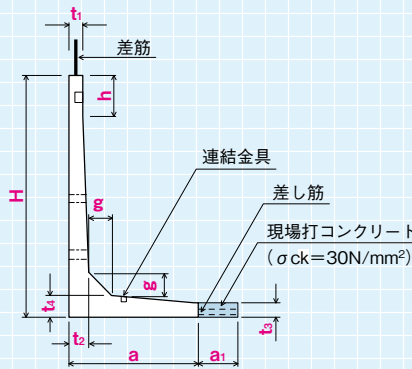 t1
差筋
h
連結金具
差し筋
H
g
現場打コンクリート
(σck=30N/mm²)
g
t4
t3
t2
a
a1